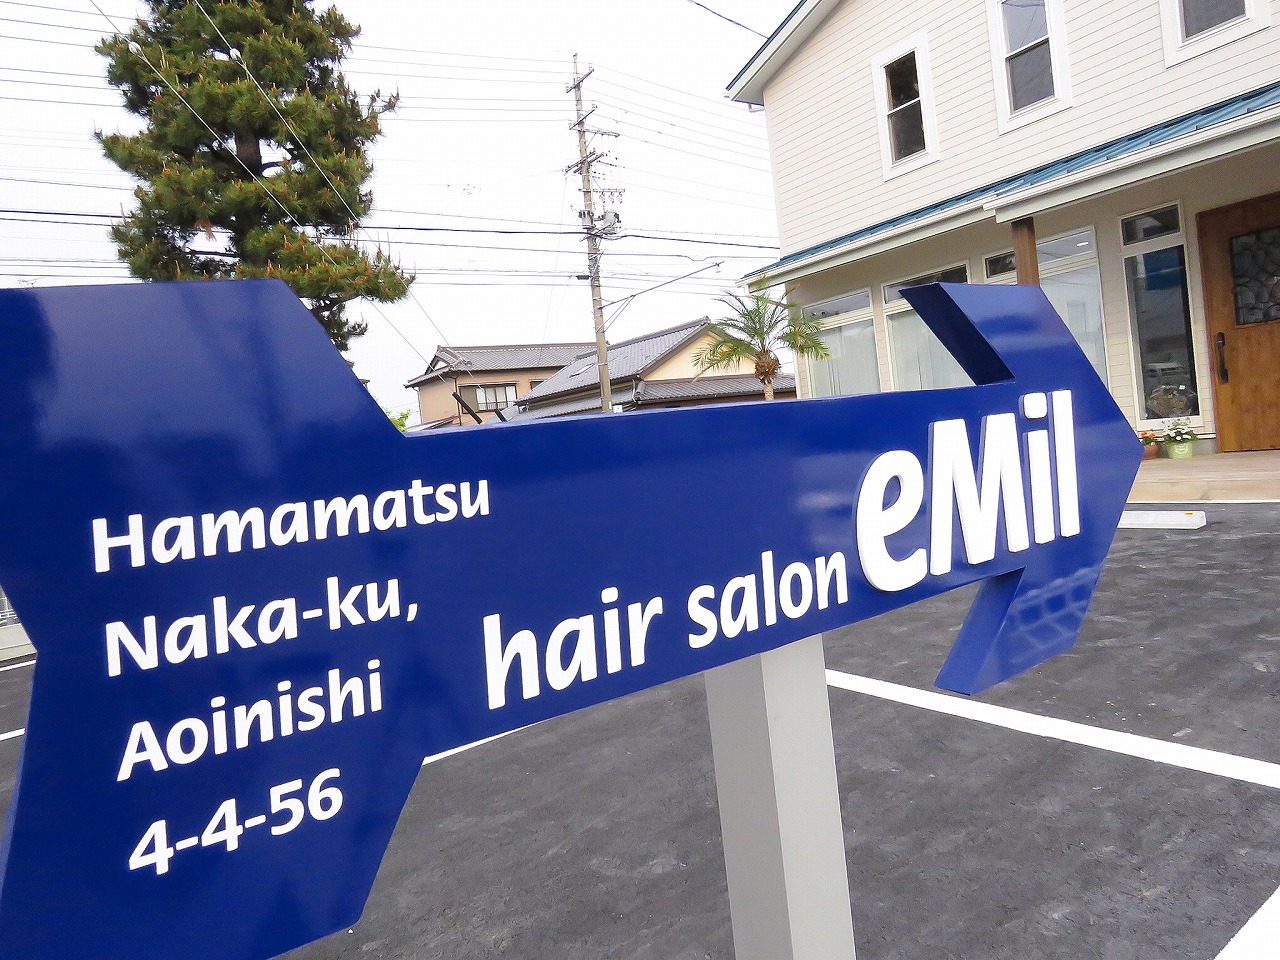 Hamamatsu
Naka-ku,
Aoinishi
4-4-56
hair salon eMil